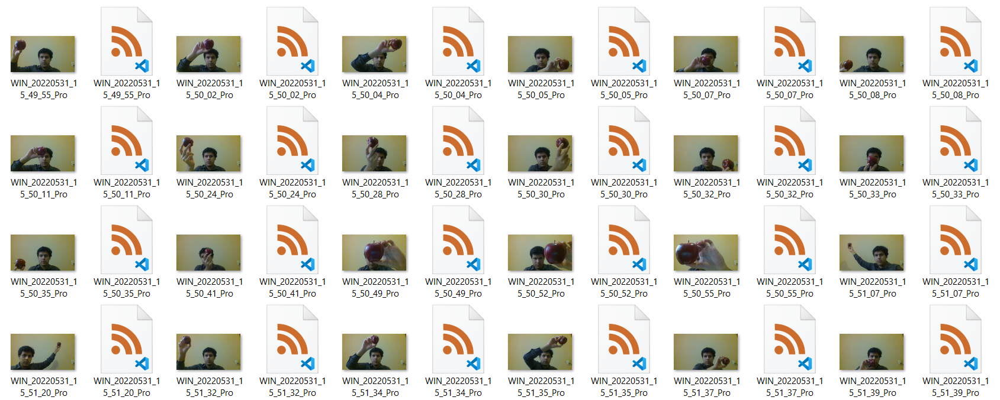 WIN_20220531_1 WIN_20220531_1 WIN_20220531_1 WIN_20220531_1 WIN_20220531_1 WIN_20220531_1 WIN_20220531_1 WIN_20220531_1 WIN_20220531_1 WIN_20220531_1 WIN_20220531_1 WIN_20220531_1
5_49_55_Pro 5_49_55_Pro 5_50_02_Pro 5_50_02_Pro 5_50_04_Pro 5_50_04_Pro 5_50_05_Pro 5_50_05_Pro 5_50_07_Pro 5_50_07_Pro 5_50_08_Pro 5_50_08_Pro
WIN_20220531_1 WIN_20220531_1 WIN_20220531_1 WIN_20220531_1 WIN_20220531_1 WIN_20220531_1 WIN_20220531_1 WIN_20220531_1 WIN_20220531_1 WIN_20220531_1 WIN_20220531_1 WIN_20220531_1
5_50_11_Pro 5_50_11_Pro 5_50_24_Pro 5_50_24_Pro 5_50_28_Pro 5_50_28_Pro 5_50_30_Pro 5_50_30_Pro 5_50_32_Pro 5_50_32_Pro 5_50_33_Pro 5_50_33_Pro
WIN_20220531_1 WIN_20220531_1 WIN_20220531_1 WIN_20220531_1 WIN_20220531_1 WIN_20220531_1 WIN_20220531_1 WIN_20220531_1 WIN_20220531_1 WIN_20220531_1 WIN_20220531_1 WIN_20220531_1
5_50_35_Pro 5_50_35_Pro 5_50_41_Pro 5_50_41_Pro 5_50_49_Pro 5_50_49_Pro 5_50_52_Pro 5_50_52_Pro 5_50_55_Pro 5_50_55_Pro 5_51_07_Pro 5_51_07_Pro
WIN_20220531_1 WIN_20220531_1 WIN_20220531_1 WIN_20220531_1 WIN_20220531_1 WIN_20220531_1 WIN_20220531_1 WIN_20220531_1 WIN_20220531_1 WIN_20220531_1 WIN_20220531_1 WIN_20220531_1
5_51_20_Pro 5_51_20_Pro 5_51_32_Pro 5_51_32_Pro 5_51_34_Pro 5_51_34_Pro 5_51_35_Pro 5_51_35_Pro 5_51_37_Pro 5_51_37_Pro 5_51_39_Pro 5_51_39_Pro